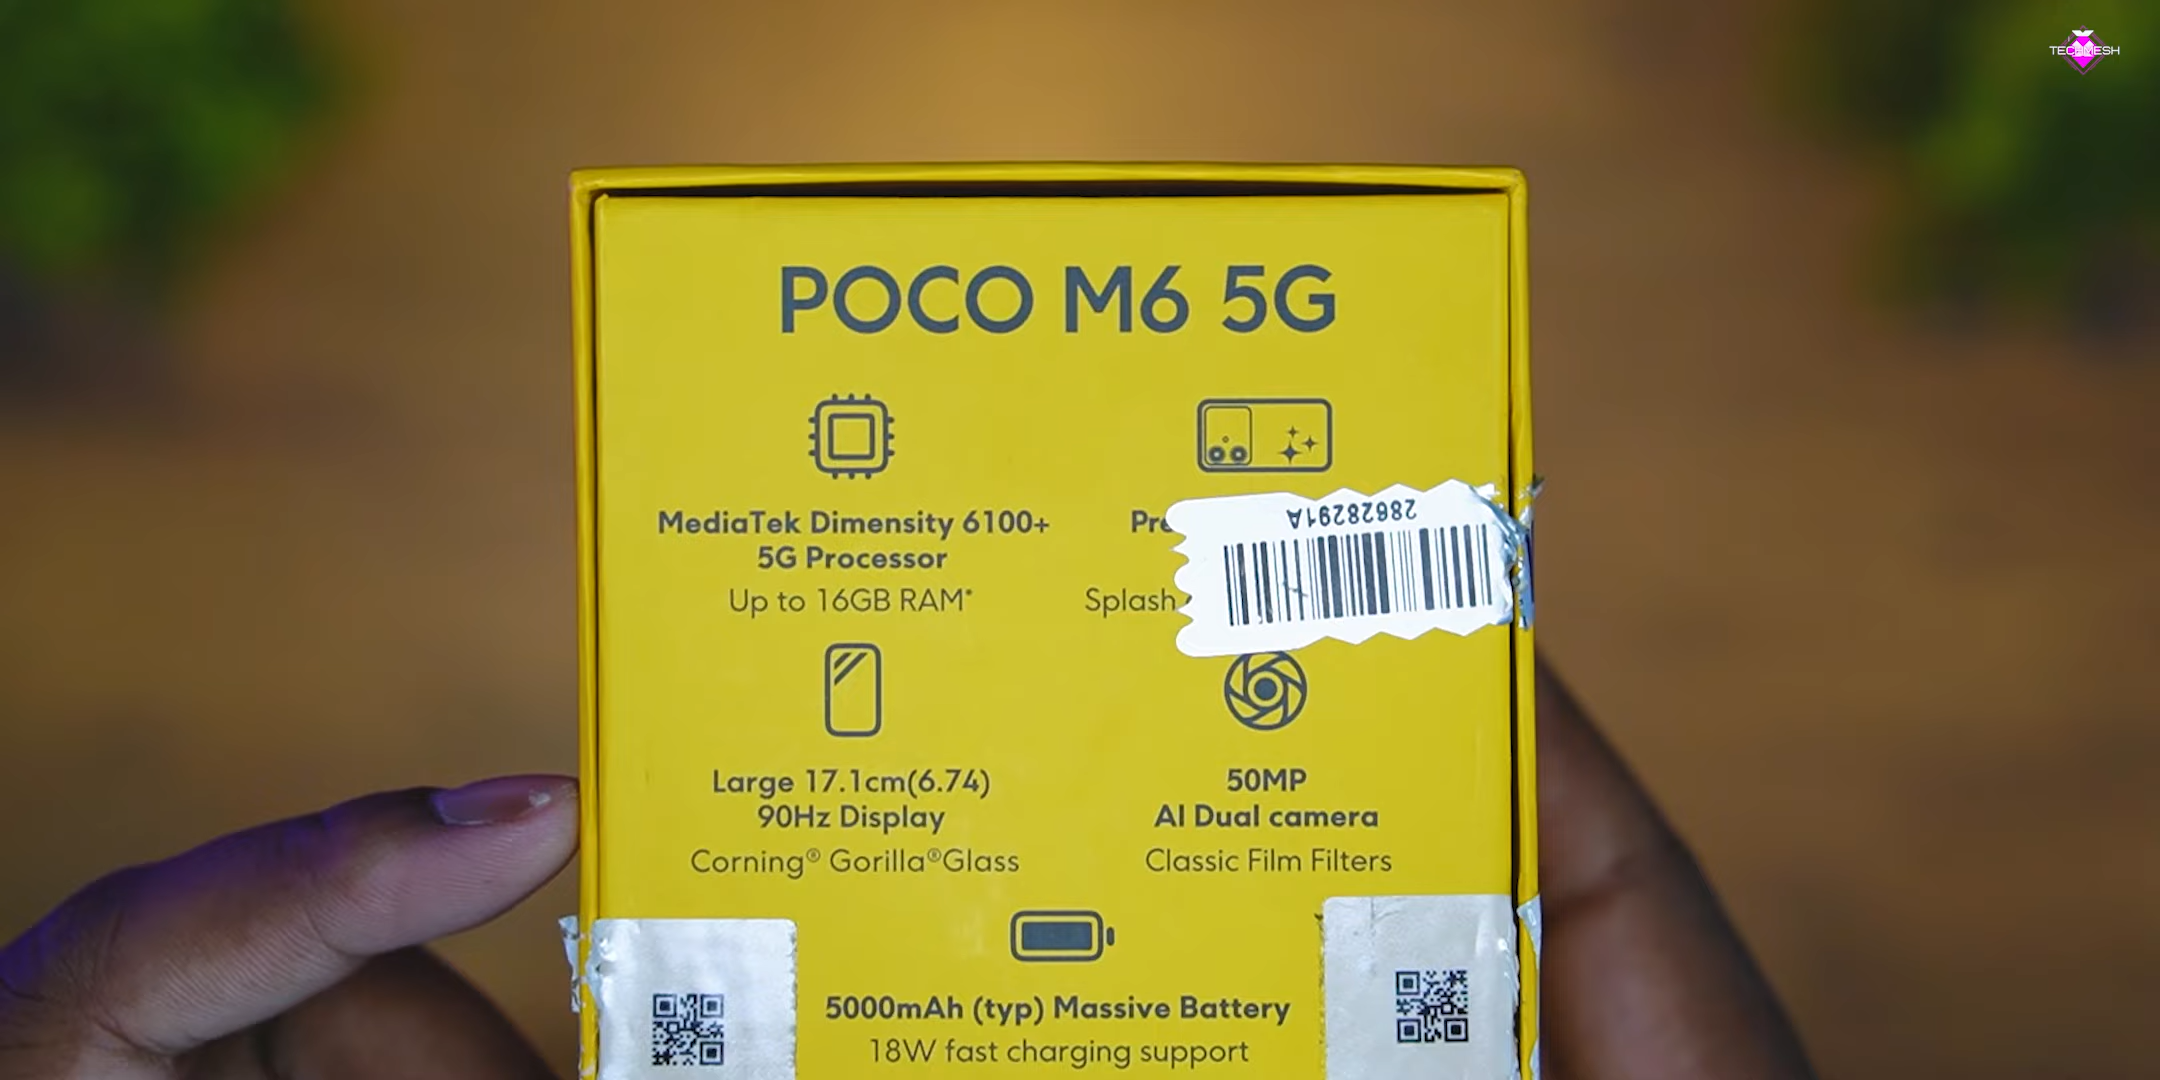 TECHMESH
POCO M6 5G
MediaTek Dimensity 6100+
5G Processor
Up to 16GB RAM*
28628291A
Splash
Large 17.1cm(6.74)
90Hz Display
Corning® Gorilla®Glass
50MP
AI Dual camera
Classic Film Filters
5000mAh (typ) Massive Battery
18W fast charging support